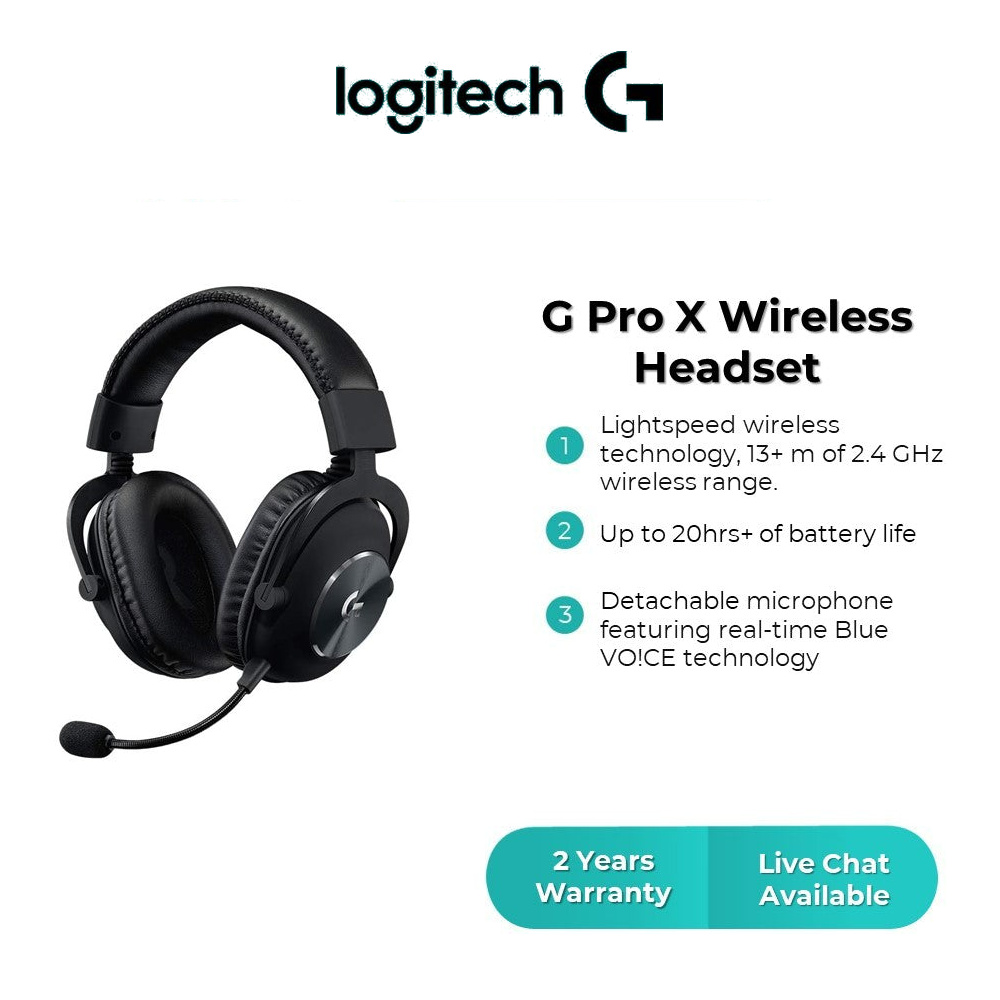 logitech G
G Pro X Wireless
Headset
1
Lightspeed wireless
technology, 13+ m of 2.4 GHz
wireless range.
2
Up to 20hrs+ of battery life
3
Detachable microphone
featuring real-time Blue
VO!CE technology
G
2 Years
Warranty
Live Chat
Available